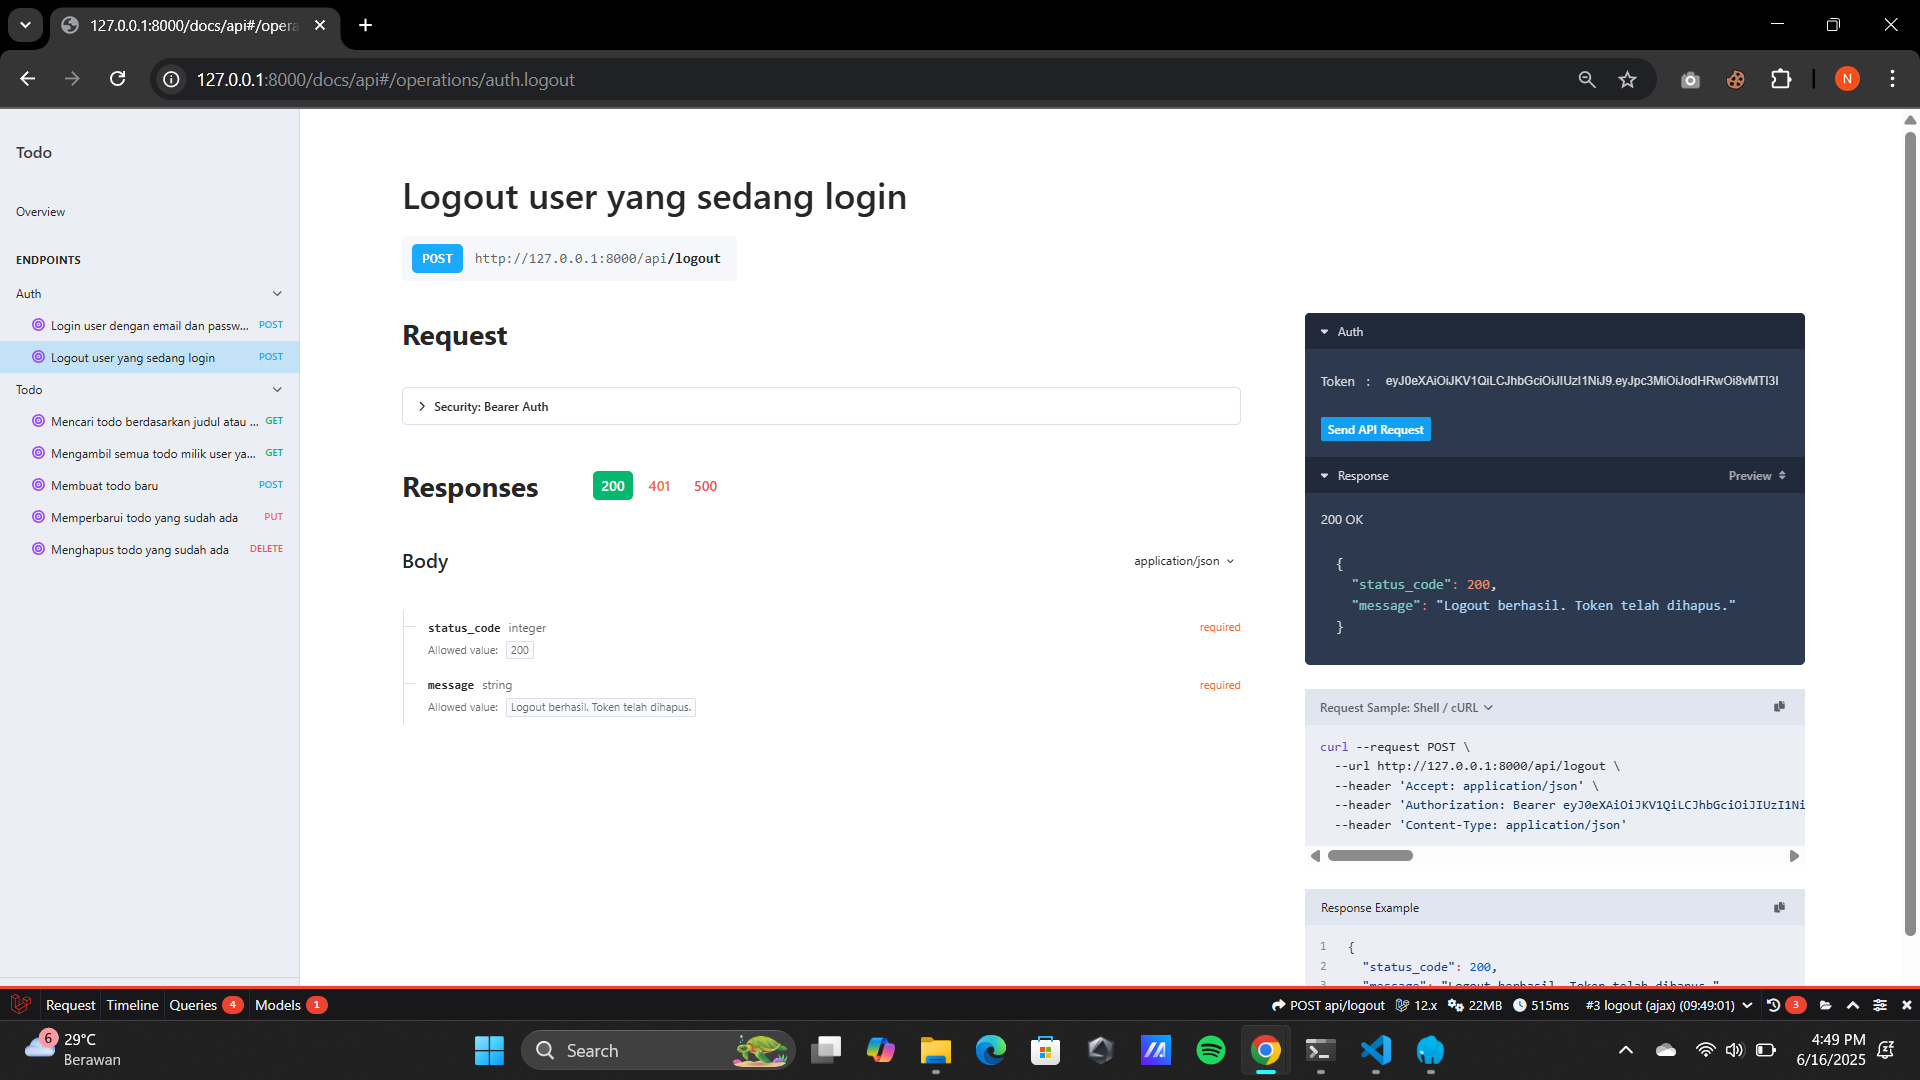 127.0.0.1:8000/docs/api#/opera
127.0.0.1:8000/docs/api#/operations/auth.logout
N
Todo
Overview
ENDPOINTS
Auth
Login user dengan email dan passw... POST
Logout user yang sedang login POST
Todo
Mencari todo berdasarkan judul atau ... GET
Mengambil semua todo milik user ya... GET
Membuat todo baru POST
Memperbarui todo yang sudah ada PUT
Menghapus todo yang sudah ada DELETE
Logout user yang sedang login
POST http://127.0.0.1:8000/api/logout
Request
Security: Bearer Auth
Responses 200 401 500
Body application/json
status_code integer required
Allowed value: 200
message string required
Allowed value: Logout berhasil. Token telah dihapus.
Auth
Token : eyJ0eXAiOiJKV1QiLCJhbGciOiJIUzI1NiJ9.eyJpc3MiOiJodHRwOi8vMTI3I
Send API Request
Response Preview
200 OK
{
"status_code": 200,
"message": "Logout berhasil. Token telah dihapus."
}
Request Sample: Shell / cURL
curl --request POST \
--url http://127.0.0.1:8000/api/logout \
--header 'Accept: application/json' \
--header 'Authorization: Bearer eyJ0eXAiOiJKV1QiLCJhbGciOiJIUzI1Ni
--header 'Content-Type: application/json'
Response Example
1 {
2 "status_code": 200,
3 "message": "Logout berhasil. Token telah dihapus."
Request Timeline Queries 4 Models 1
POST api/logout 12.x 22MB 515ms #3 logout (ajax) (09:49:01) 3
6 29°C
Berawan
Search
4:49 PM
6/16/2025